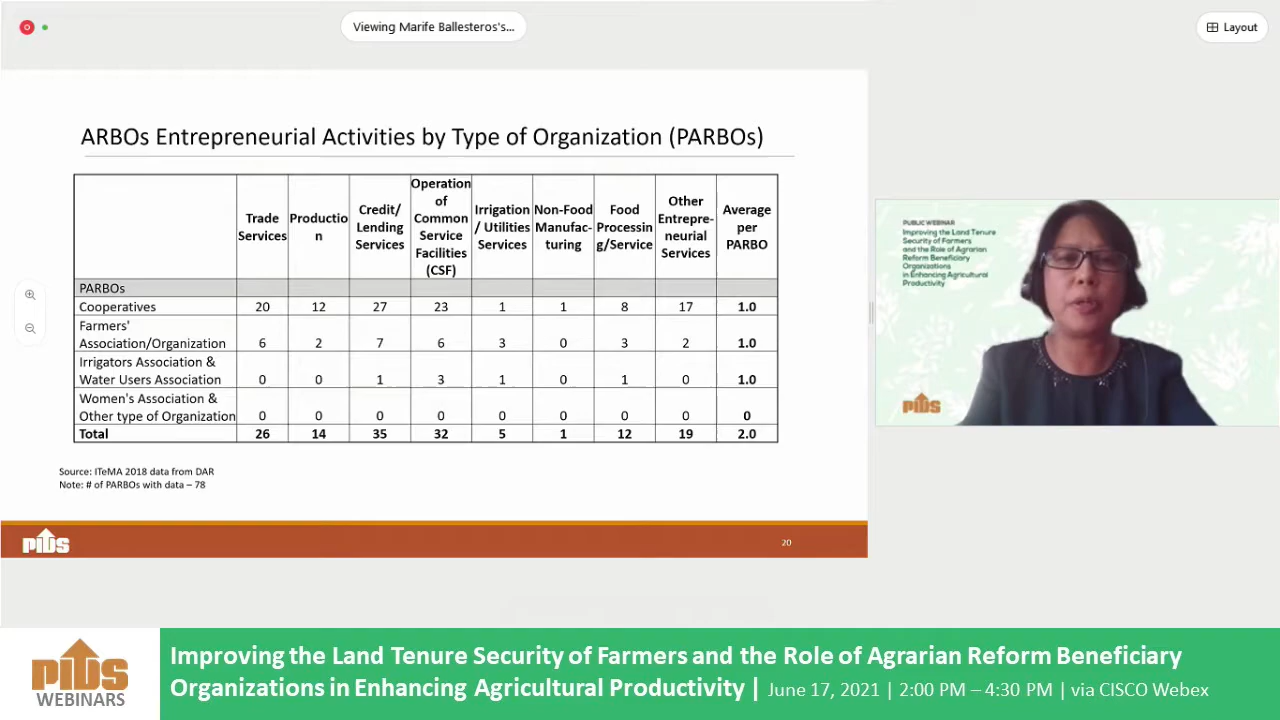 Viewing Marife Ballesteros's...
Layout
ARBOs Entrepreneurial Activities by Type of Organization (PARBOs)
Trade Services | Productio n | Credit/ Lending Services | Operation of Common Service Facilities (CSF) | Irrigation / Utilities Services | Non-Food Manufac- turing | Food Processin g/Service | Other Entrepre- neurial Services | Average per PARBO
PARBOs
Cooperatives 20 12 27 23 1 1 8 17 1.0
Farmers'
Association/Organization 6 2 7 6 3 0 3 2 1.0
Irrigators Association &
Water Users Association 0 0 1 3 1 0 1 0 1.0
Women's Association &
Other type of Organization 0 0 0 0 0 0 0 0 0
Total 26 14 35 32 5 1 12 19 2.0
Source: ITeMA 2018 data from DAR
Note: # of PARBOs with data – 78
PIDS
20
PUBLIC WEBINAR
Improving the Land Tenure
Security of Farmers
and the Role of Agrarian
Reform Beneficiary
Organizations
in Enhancing Agricultural
Productivity
PIDS
PIDS
WEBINARS
Improving the Land Tenure Security of Farmers and the Role of Agrarian Reform Beneficiary
Organizations in Enhancing Agricultural Productivity | June 17, 2021 | 2:00 PM – 4:30 PM | via CISCO Webex